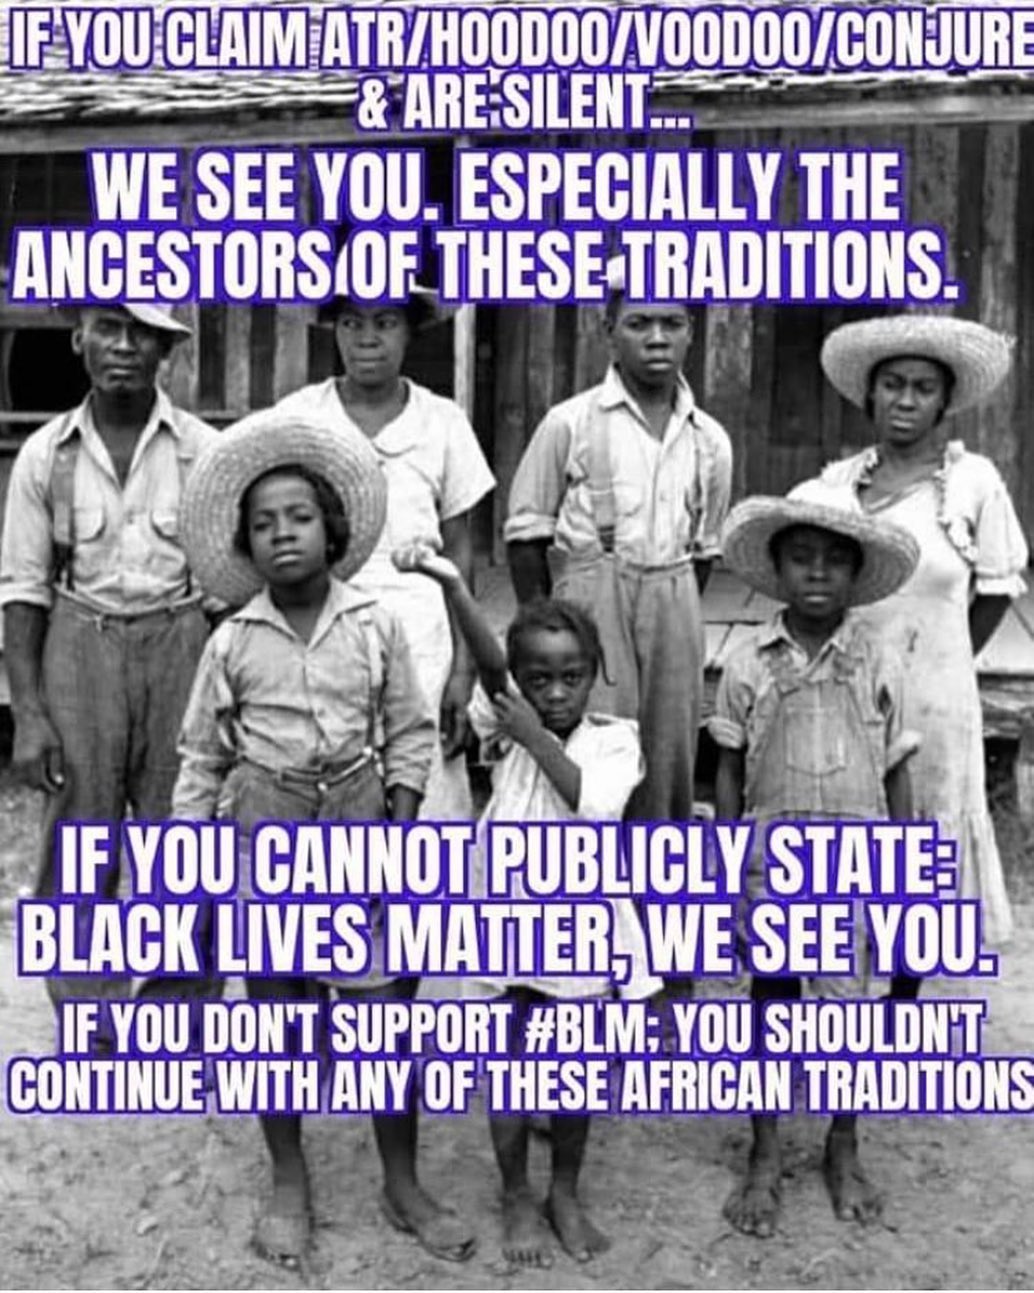 IF YOU CLAIM ATR/HOODOO/VOODOO/CONJURE
& ARE SILENT...
WE SEE YOU. ESPECIALLY THE
ANCESTORS OF THESE TRADITIONS.
IF YOU CANNOT PUBLICLY STATE:
BLACK LIVES MATTER, WE SEE YOU.
IF YOU DON'T SUPPORT #BLM; YOU SHOULDN'T
CONTINUE WITH ANY OF THESE AFRICAN TRADITIONS